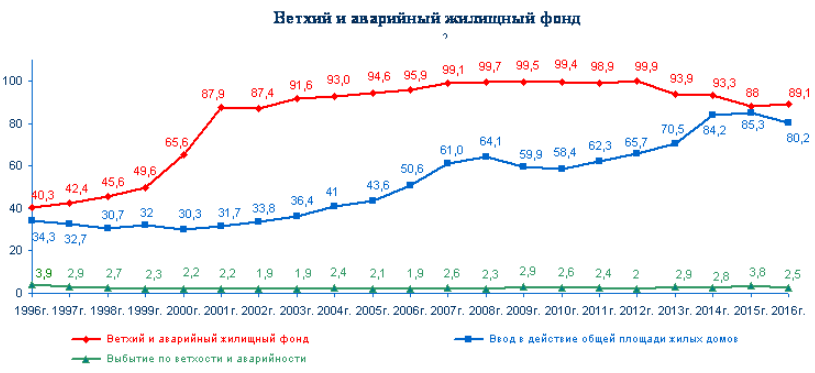 Ветхий и аварийный жилищный фонд
2
100
80
60
40
20
0
40,3 42,4 45,6 49,6 65,6 87,9 87,4 91,6 93,0 94,6 95,9 99,1 99,7 99,5 99,4 98,9 99,9 93,9 93,3 88 89,1
34,3 32,7 30,7 32 30,3 31,7 33,8 36,4 41 43,6 50,6 61,0 64,1 59,9 58,4 62,3 65,7 70,5 84,2 85,3 80,2
3,9 2,9 2,7 2,3 2,2 2,2 1,9 1,9 2,4 2,1 1,9 2,6 2,3 2,9 2,6 2,4 2 2,9 2,8 3,8 2,5
1996г. 1997г. 1998г. 1999г. 2000г. 2001г. 2002г. 2003г. 2004г. 2005г. 2006г. 2007г. 2008г. 2009г. 2010г. 2011г. 2012г. 2013г. 2014г. 2015г. 2016г.
Ветхий и аварийный жилищный фонд
Ввод в действие общей площади жилых домов
Выбытие по ветхости и аварийности